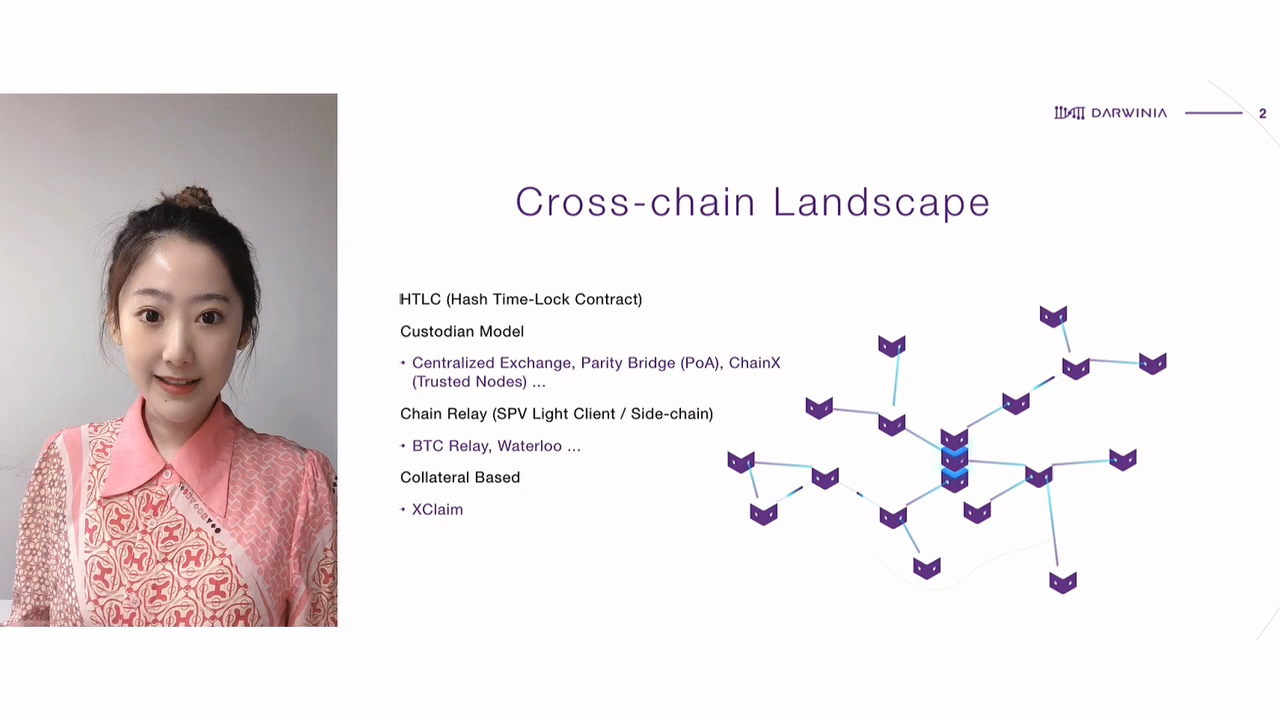 DARWINIA 2
Cross-chain Landscape
HTLC (Hash Time-Lock Contract)
Custodian Model
• Centralized Exchange, Parity Bridge (PoA), ChainX
(Trusted Nodes) ...
Chain Relay (SPV Light Client / Side-chain)
• BTC Relay, Waterloo ...
Collateral Based
• XClaim